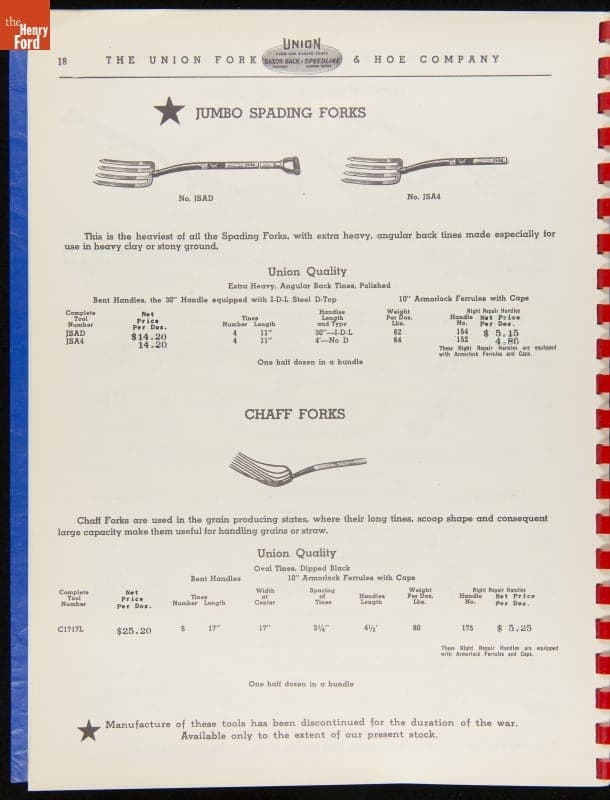 the
Henry
Ford
18 THE UNION FORK & HOE COMPANY
UNION
RAZOR-BACK SPEEDLINE
JUMBO SPADING FORKS
No. JSAD No. JSA4
This is the heaviest of all the Spading Forks, with extra heavy, angular back tines made especially for
use in heavy clay or stony ground.
Union Quality
Extra Heavy, Angular Back Tines, Polished
Bent Handles, the 30" Handle equipped with I-D-L Steel D-Top 10" Armorlock Ferrules with Caps
Complete Tool Number Net Price Per Doz. Tines Number Length Handles Length and Type Weight Per Doz. Lbs. Right Repair Handles Handle No. Net Price Per Doz.
JSAD $14.20 4 11" 30"—I-D-L 62 154 $ 5.15
JSA4 14.20 4 11" 4'—No D 64 152 4.86
These Right Repair Handles are equipped
with Armorlock Ferrules and Caps.
One half dozen in a bundle
CHAFF FORKS
Chaff Forks are used in the grain producing states, where their long tines, scoop shape and consequent
large capacity make them useful for handling grains or straw.
Union Quality
Oval Tines, Dipped Black
Bent Handles 10" Armorlock Ferrules with Caps
Complete Tool Number Net Price Per Doz. Tines Number Length Width at Center Spacing of Tines Handles Length Weight Per Doz. Lbs. Right Repair Handles Handle No. Net Price Per Doz.
C1717L $25.20 8 17" 17" 4½' 80 175 $ 5.25
These Right Repair Handles are equipped
with Armorlock Ferrules and Caps.
One half dozen in a bundle
Manufacture of these tools has been discontinued for the duration of the war.
Available only to the extent of our present stock.